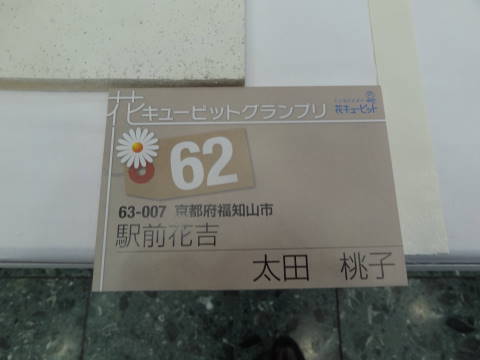 花キューピットグランプリ
花キューピット
62
63-007 京都府福知山市
駅前花吉
太田 桃子